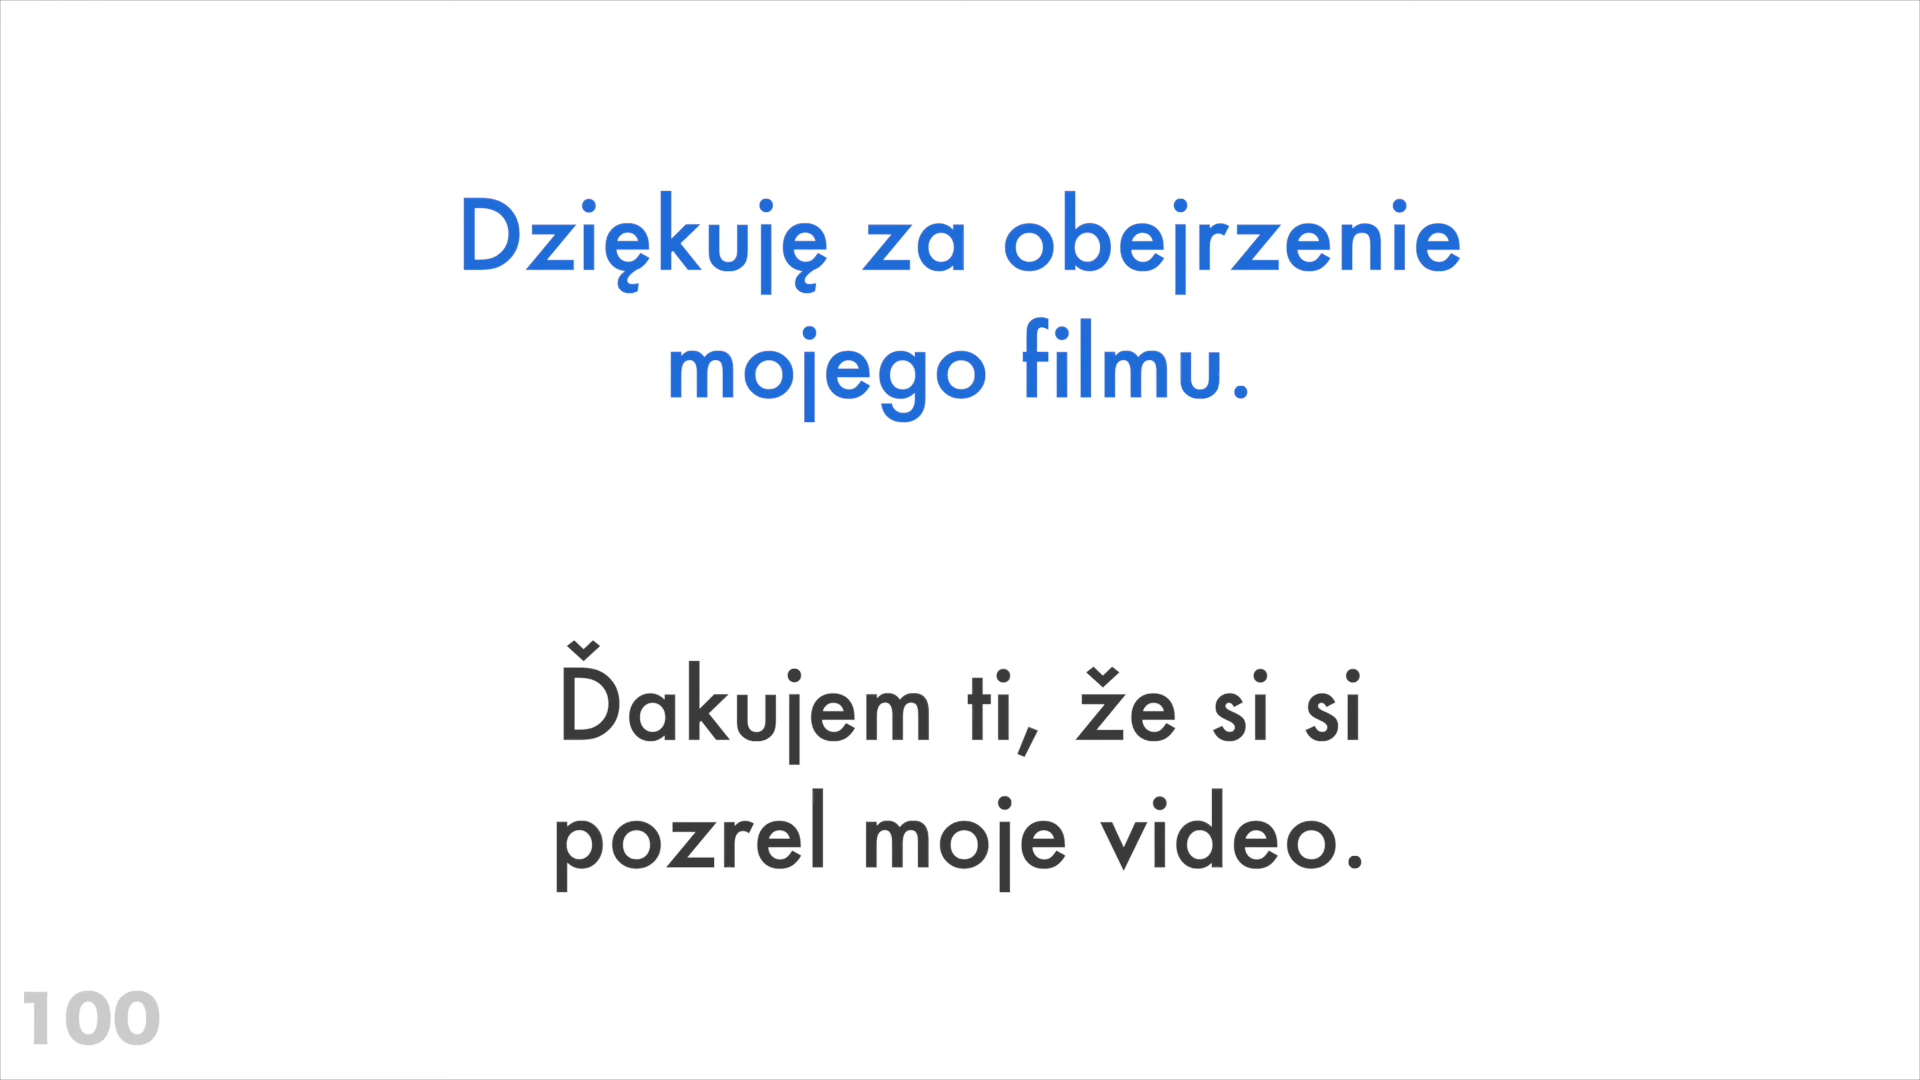 Dziękuję za obejrzenie
mojego filmu.
Ďakujem ti, že si si
pozrel moje video.
100